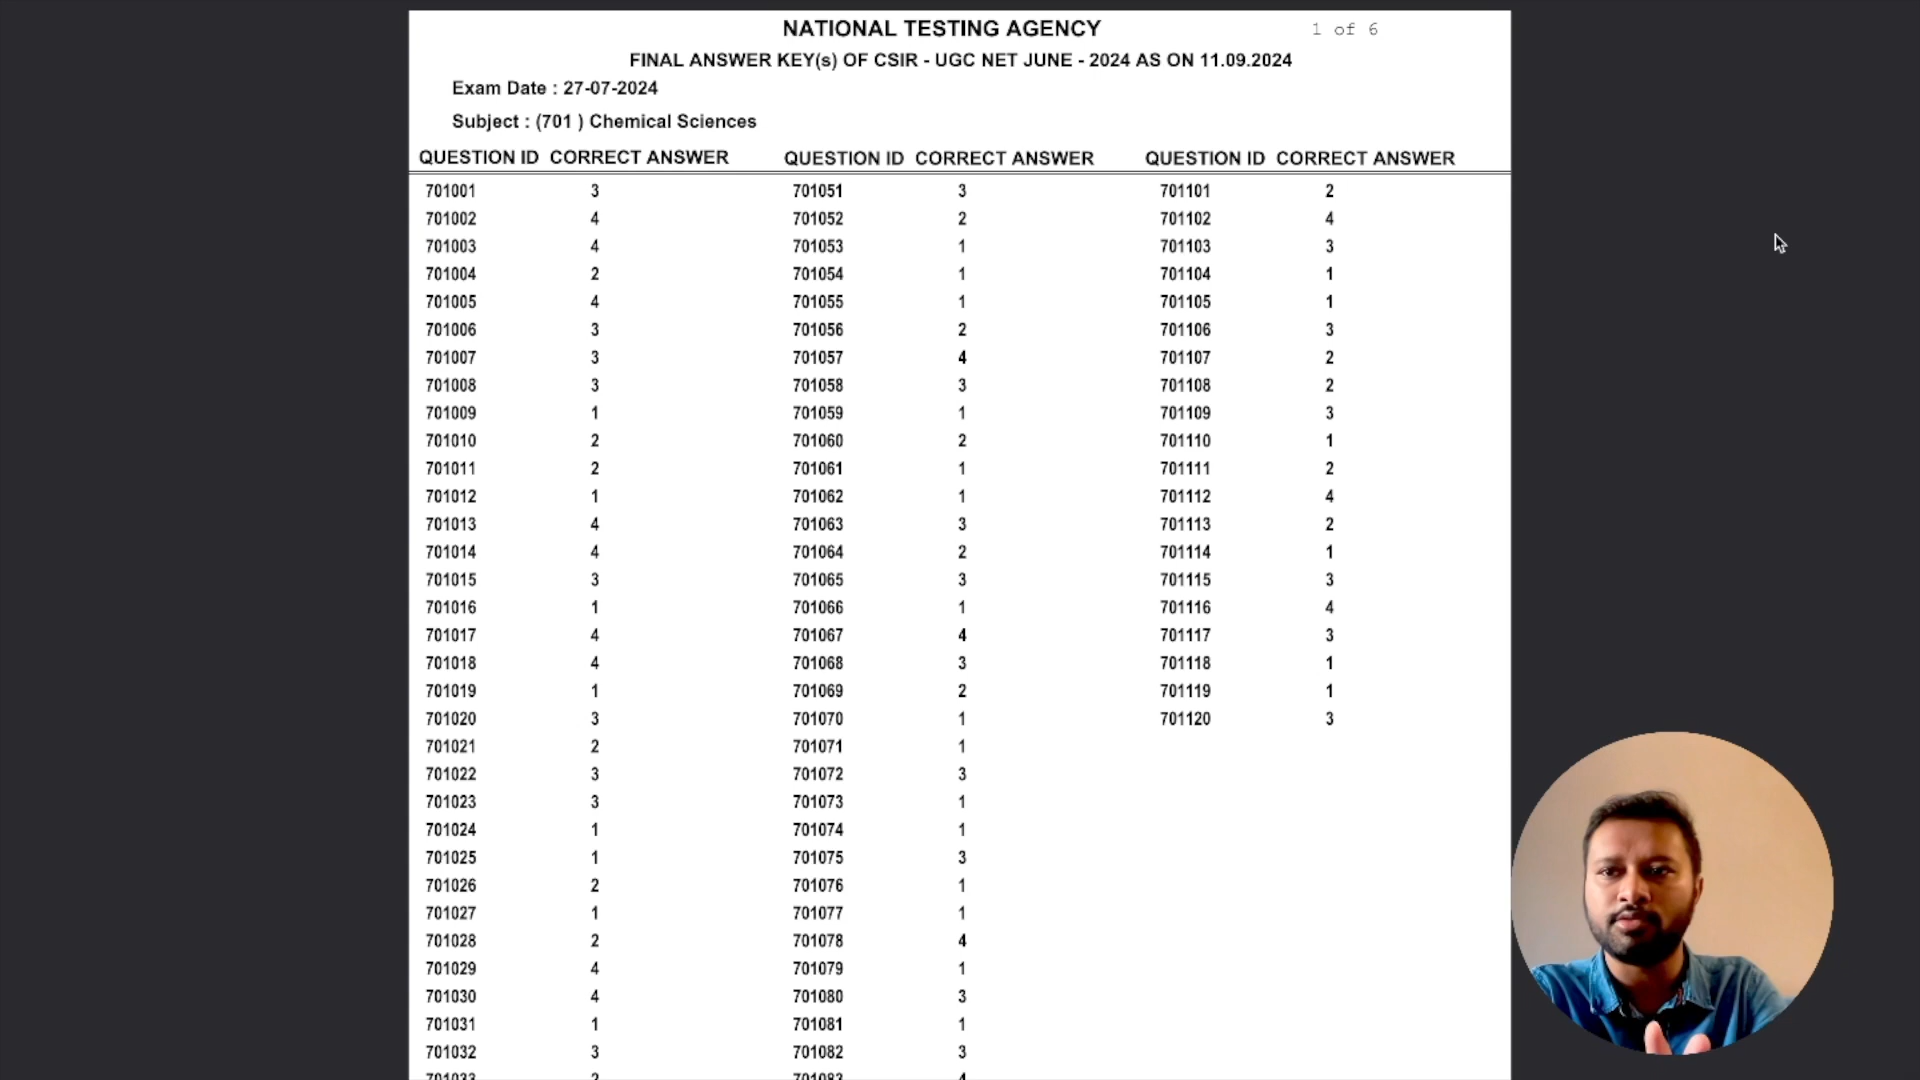 NATIONAL TESTING AGENCY 1 of 6
FINAL ANSWER KEY(s) OF CSIR - UGC NET JUNE - 2024 AS ON 11.09.2024
Exam Date : 27-07-2024
Subject : (701 ) Chemical Sciences
QUESTION ID CORRECT ANSWER QUESTION ID CORRECT ANSWER QUESTION ID CORRECT ANSWER
701001 3 701051 3 701101 2
701002 4 701052 2 701102 4
701003 4 701053 1 701103 3
701004 2 701054 1 701104 1
701005 4 701055 1 701105 1
701006 3 701056 2 701106 3
701007 3 701057 4 701107 2
701008 3 701058 3 701108 2
701009 1 701059 1 701109 3
701010 2 701060 2 701110 1
701011 2 701061 1 701111 2
701012 1 701062 1 701112 4
701013 4 701063 3 701113 2
701014 4 701064 2 701114 1
701015 3 701065 3 701115 3
701016 1 701066 1 701116 4
701017 4 701067 4 701117 3
701018 4 701068 3 701118 1
701019 1 701069 2 701119 1
701020 3 701070 1 701120 3
701021 2 701071 1
701022 3 701072 3
701023 3 701073 1
701024 1 701074 1
701025 1 701075 3
701026 2 701076 1
701027 1 701077 1
701028 2 701078 4
701029 4 701079 1
701030 4 701080 3
701031 1 701081 1
701032 3 701082 3
701033 2 701083 4